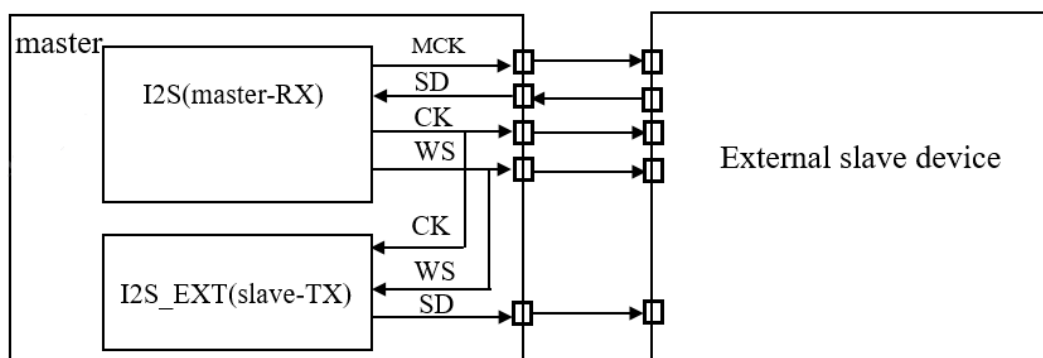 master
MCK
I2S(master-RX)
SD
CK
WS
External slave device
CK
WS
I2S_EXT(slave-TX)
SD